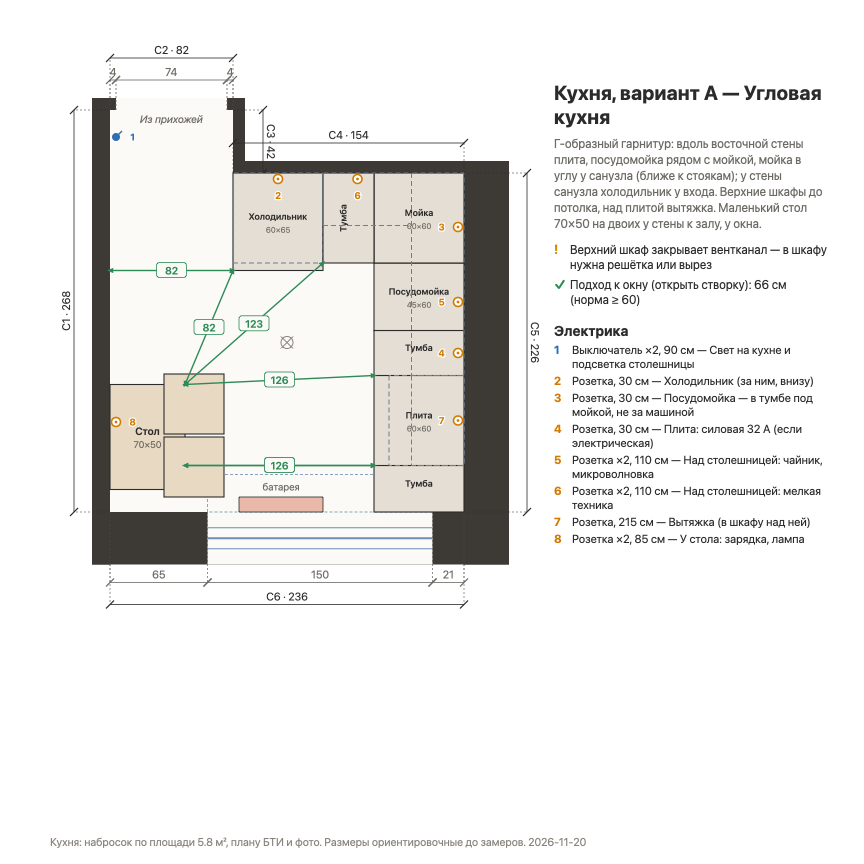 C2 · 82
4
74
4
Из прихожей
1
C3 · 42
C4 · 154
Кухня, вариант А — Угловая
кухня
Г-образный гарнитур: вдоль восточной стены
плита, посудомойка рядом с мойкой, мойка в
углу у санузла (ближе к стоякам); у стены
санузла холодильник у входа. Верхние шкафы до
потолка, над плитой вытяжка. Маленький стол
70×50 на двоих у стены к залу, у окна.
! Верхний шкаф закрывает вентканал — в шкафу
нужна решётка или вырез
Подход к окну (открыть створку): 66 см
(норма ≥ 60)
Электрика
1 Выключатель ×2, 90 см — Свет на кухне и
подсветка столешницы
2 Розетка, 30 см — Холодильник (за ним, внизу)
3 Розетка, 30 см — Посудомойка — в тумбе под
мойкой, не за машиной
4 Розетка, 30 см — Плита: силовая 32 А (если
электрическая)
5 Розетка ×2, 110 см — Над столешницей: чайник,
микроволновка
6 Розетка ×2, 110 см — Над столешницей: мелкая
техника
7 Розетка, 215 см — Вытяжка (в шкафу над ней)
8 Розетка ×2, 85 см — У стола: зарядка, лампа
2
Холодильник
60×65
6
Тумба
Мойка
60×60
3
82
C1 · 268
82
123
Посудомойка
45×60
5
Тумба
4
C5 · 226
126
Плита
60×60
7
8
Стол
70×50
126
батарея
Тумба
65
150
21
C6 · 236
Кухня: набросок по площади 5.8 м², плану БТИ и фото. Размеры ориентировочные до замеров. 2026-11-20